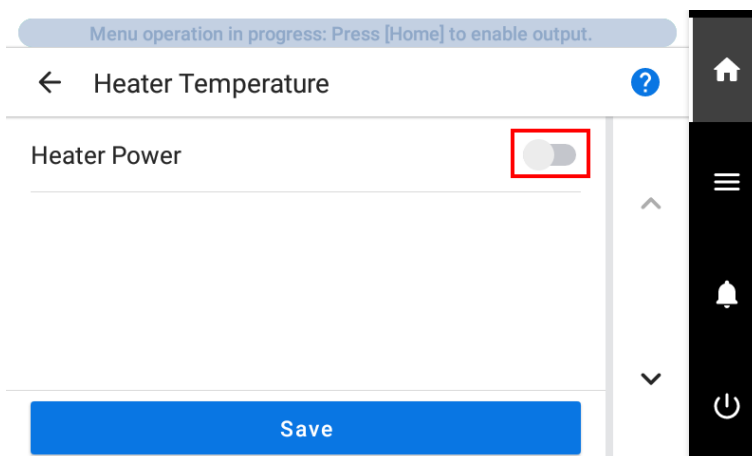 Menu operation in progress: Press [Home] to enable output.
Heater Temperature
?
Heater Power
Save